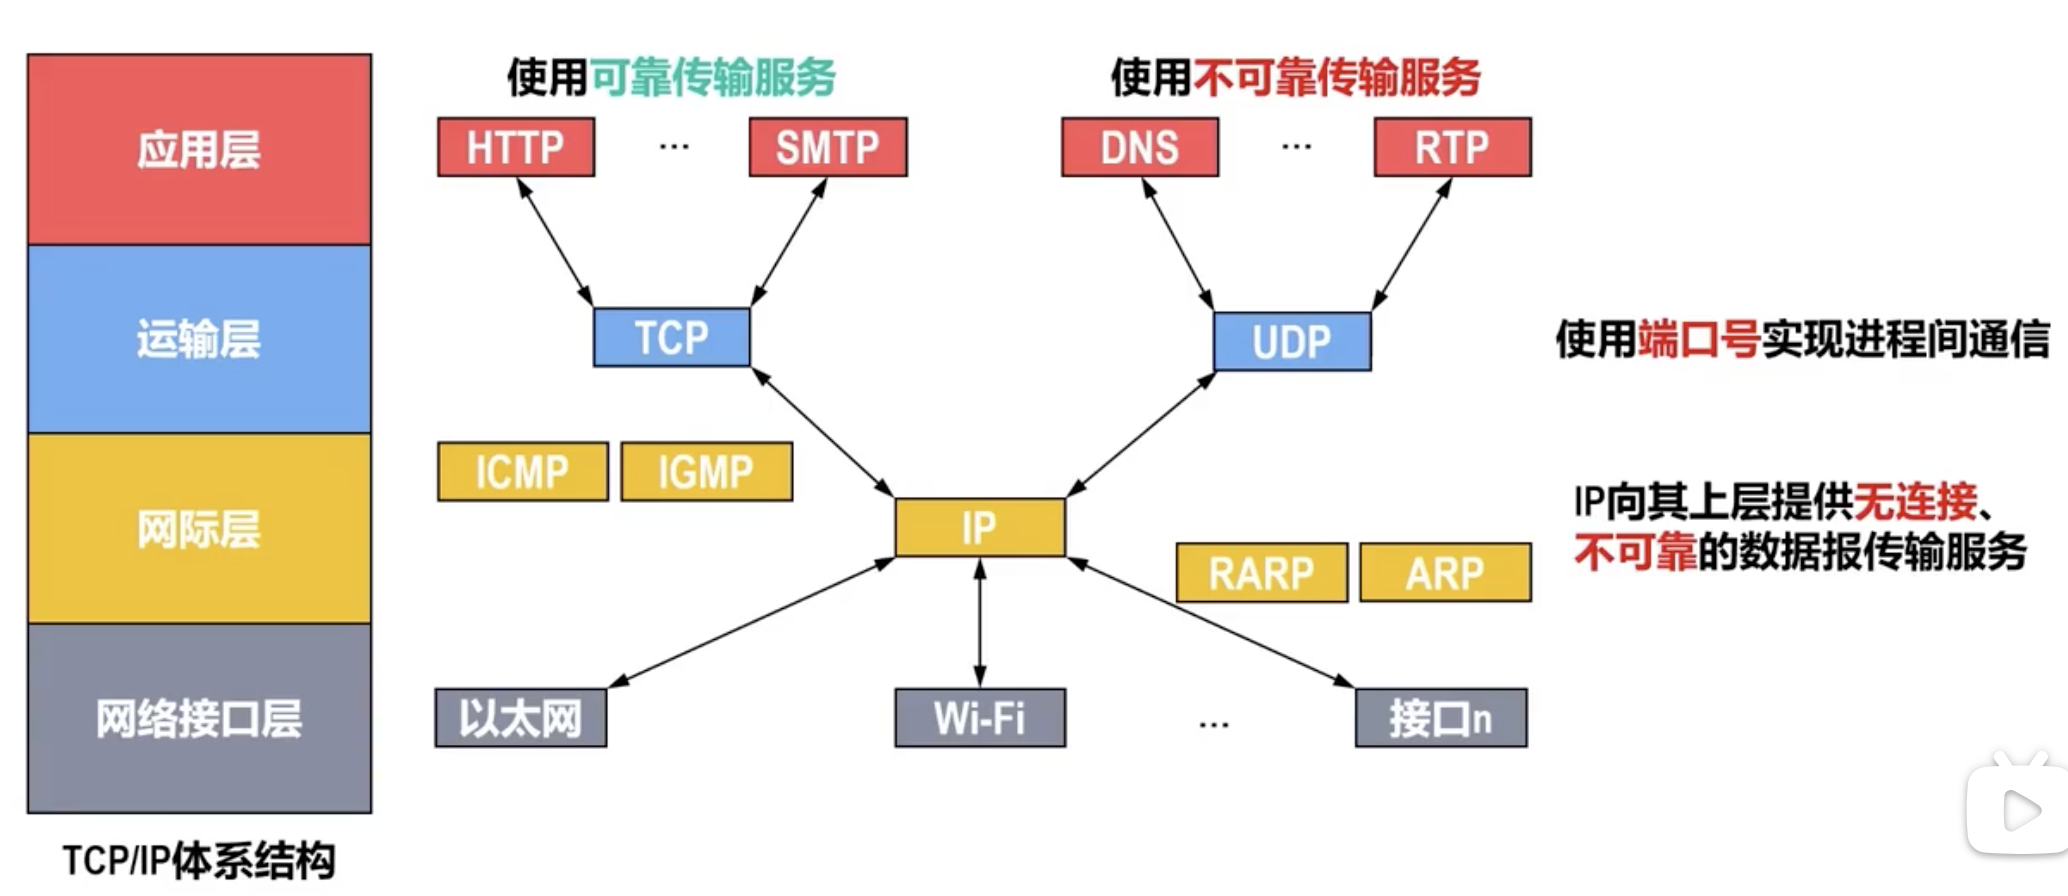 使用可靠传输服务
使用不可靠传输服务
应用层
HTTP
...
SMTP
DNS
...
RTP
运输层
TCP
UDP
使用端口号实现进程间通信
网际层
ICMP
IGMP
IP
RARP
ARP
IP向其上层提供无连接、
不可靠的数据报传输服务
网络接口层
以太网
Wi-Fi
...
接口n
TCP/IP体系结构